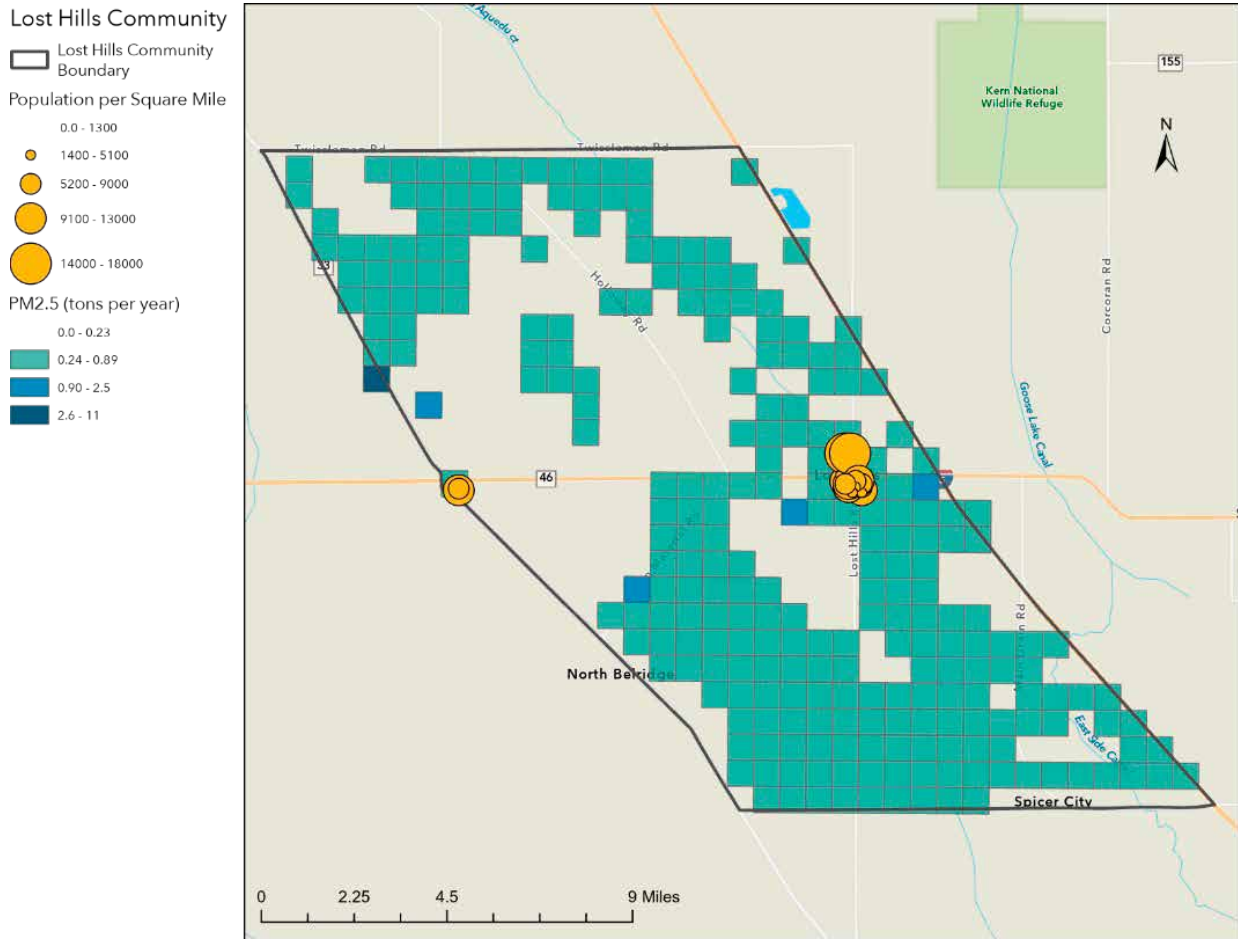 Lost Hills Community
Lost Hills Community
Boundary
Population per Square Mile
0.0 - 1300
1400 - 5100
5200 - 9000
9100 - 13000
14000 - 18000
PM2.5 (tons per year)
0.0 - 0.23
0.24 - 0.89
0.90 - 2.5
2.6 - 11
Aqueduct
155
Kern National
Wildlife Refuge
N
Twisselman Rd
Twisselman Rd
33
Holloway Rd
Corcoran Rd
Goose Lake Canal
46
Lost Hills
North Belridge
East Side
Spicer City
0
2.25
4.5
9 Miles